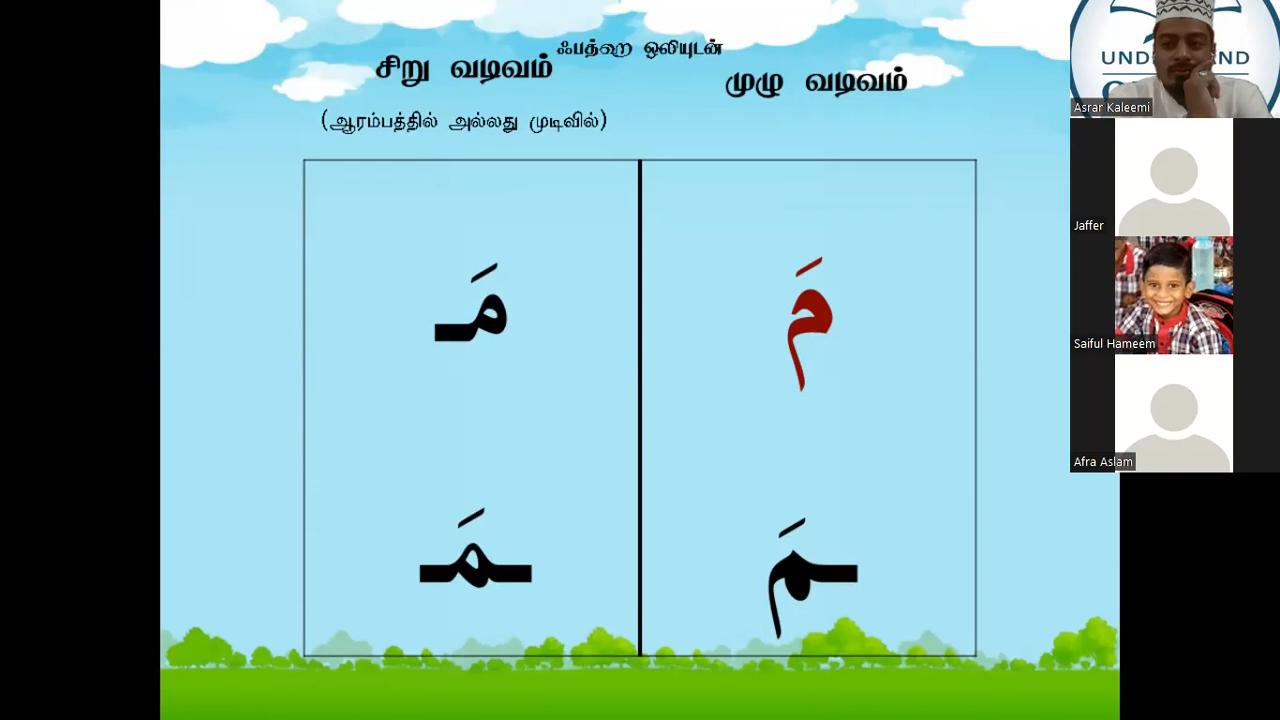 ஃபத்ஹ ஒலியுடன்
சிறு வடிவம்
முழு வடிவம்
(ஆரம்பத்தில் அல்லது முடிவில்)
مَ
مَـ
ـمَ
ـمَـ
Asrar Kaleemi
Jaffer
Saiful Hameem
Afra Aslam